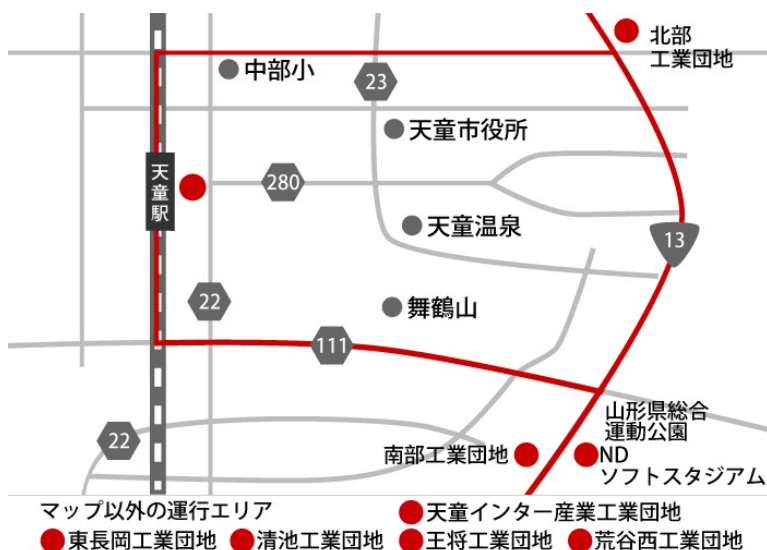 北部
工業団地
中部小
23
天童市役所
天童駅
280
天童温泉
13
22
舞鶴山
111
山形県総合
運動公園
22
南部工業団地
ND
ソフトスタジアム
マップ以外の運行エリア
天童インター産業工業団地
東長岡工業団地
清池工業団地
王将工業団地
荒谷西工業団地